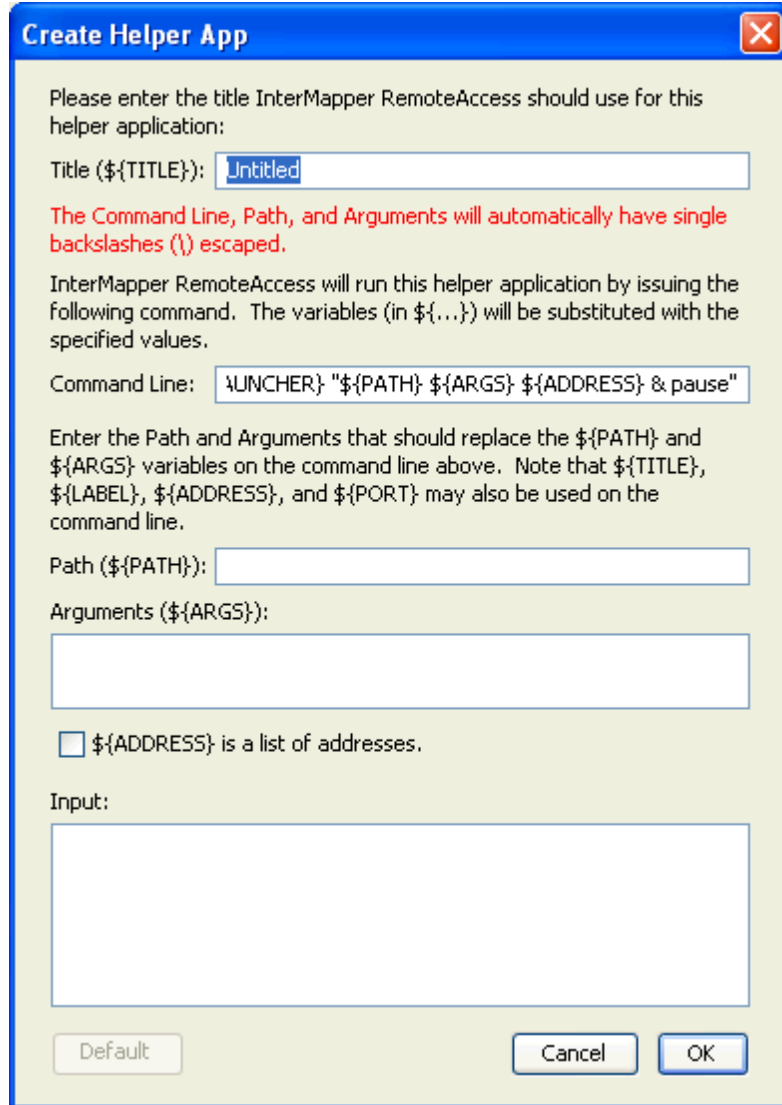 Create Helper App
Please enter the title InterMapper RemoteAccess should use for this
helper application:
Title (${TITLE}): Untitled
The Command Line, Path, and Arguments will automatically have single
backslashes (\) escaped.
InterMapper RemoteAccess will run this helper application by issuing the
following command. The variables (in ${...}) will be substituted with the
specified values.
Command Line: AUNCHER} "${PATH} ${ARGS} ${ADDRESS} & pause"
Enter the Path and Arguments that should replace the ${PATH} and
${ARGS} variables on the command line above. Note that ${TITLE},
${LABEL}, ${ADDRESS}, and ${PORT} may also be used on the
command line.
Path (${PATH}):
Arguments (${ARGS}):
${ADDRESS} is a list of addresses.
Input:
Default Cancel OK